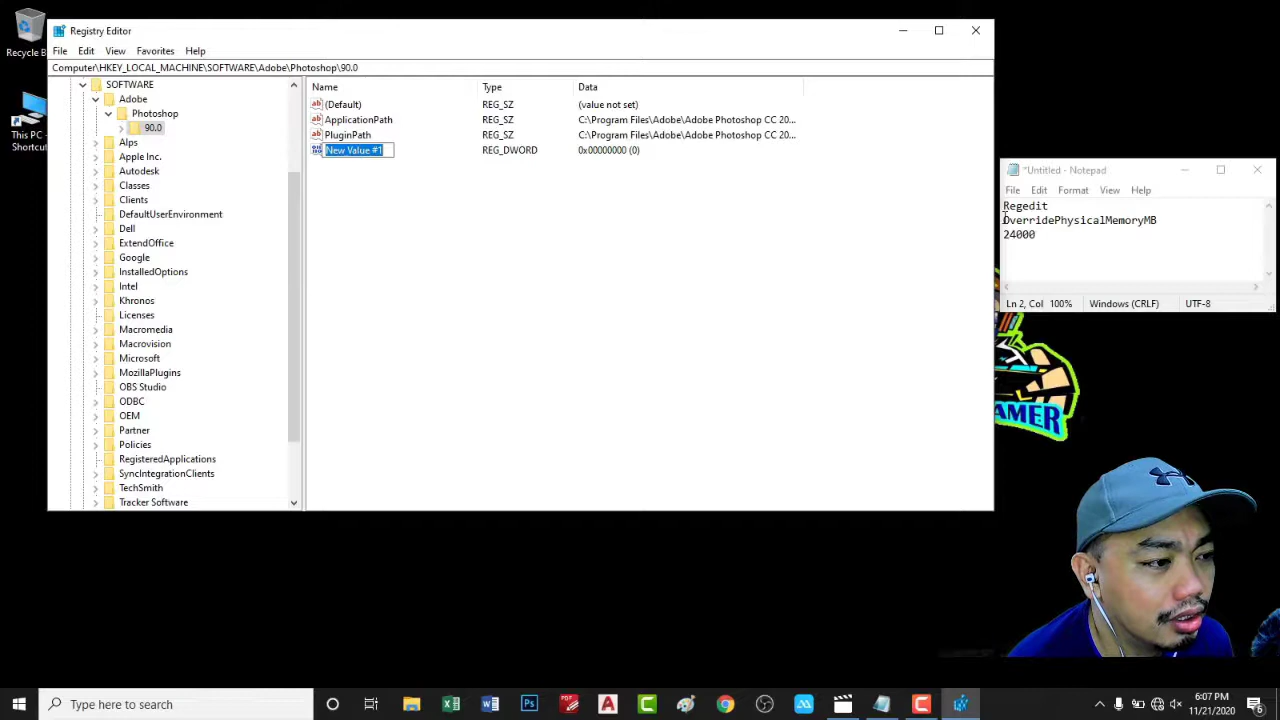 Recycle B
This PC -
Shortcut
Registry Editor
File Edit View Favorites Help
Computer\HKEY_LOCAL_MACHINE\SOFTWARE\Adobe\Photoshop\90.0
SOFTWARE
Adobe
Photoshop
90.0
Alps
Apple Inc.
Autodesk
Classes
Clients
DefaultUserEnvironment
Dell
ExtendOffice
Google
InstalledOptions
Intel
Khronos
Licenses
Macromedia
Macrovision
Microsoft
MozillaPlugins
OBS Studio
ODBC
OEM
Partner
Policies
RegisteredApplications
SyncIntegrationClients
TechSmith
Tracker Software
Name Type Data
(Default) REG_SZ (value not set)
ApplicationPath REG_SZ C:\Program Files\Adobe\Adobe Photoshop CC 20...
PluginPath REG_SZ C:\Program Files\Adobe\Adobe Photoshop CC 20...
New Value #1 REG_DWORD 0x00000000 (0)
*Untitled - Notepad
File Edit Format View Help
Regedit
OverridePhysicalMemoryMB
24000
Ln 2, Col 100% Windows (CRLF) UTF-8
AMER
Type here to search
6:07 PM
11/21/2020